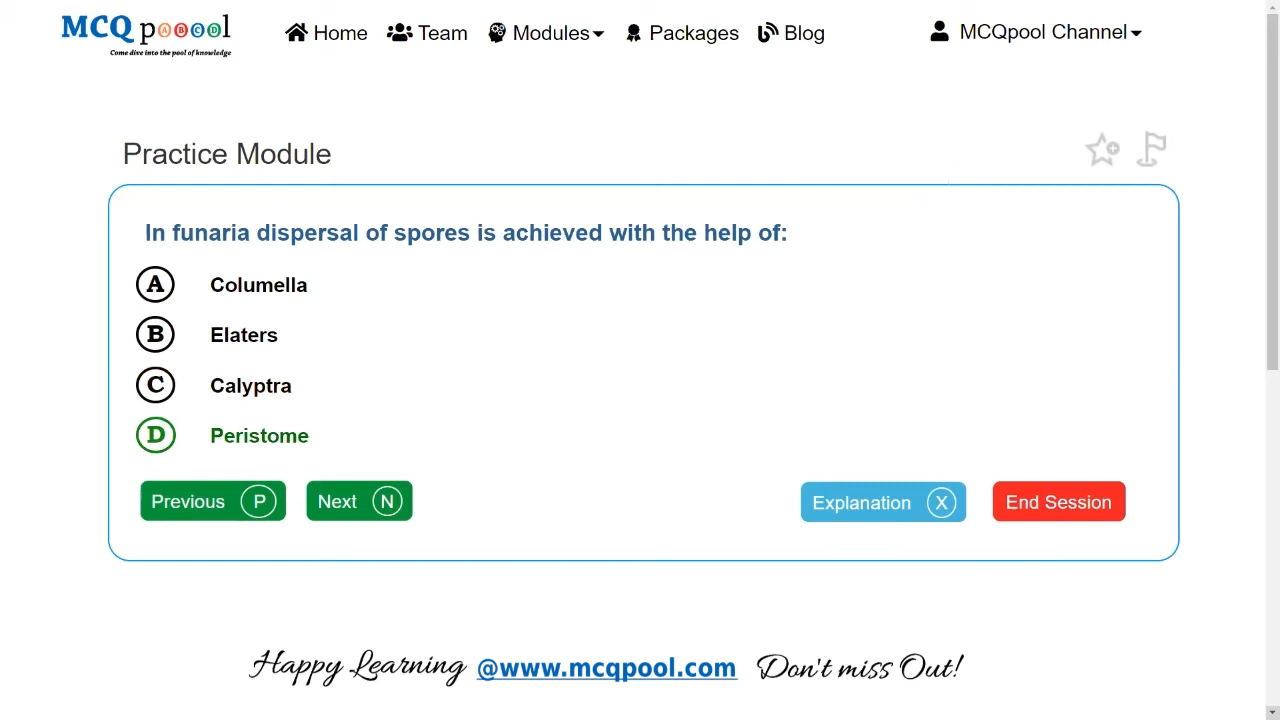 MCQ pooool
Come dive into the pool of knowledge
Home Team Modules Packages Blog MCQpool Channel
Practice Module
In funaria dispersal of spores is achieved with the help of:
A Columella
B Elaters
C Calyptra
D Peristome
Previous P Next N Explanation X End Session
Happy Learning @www.mcqpool.com Don't miss Out!